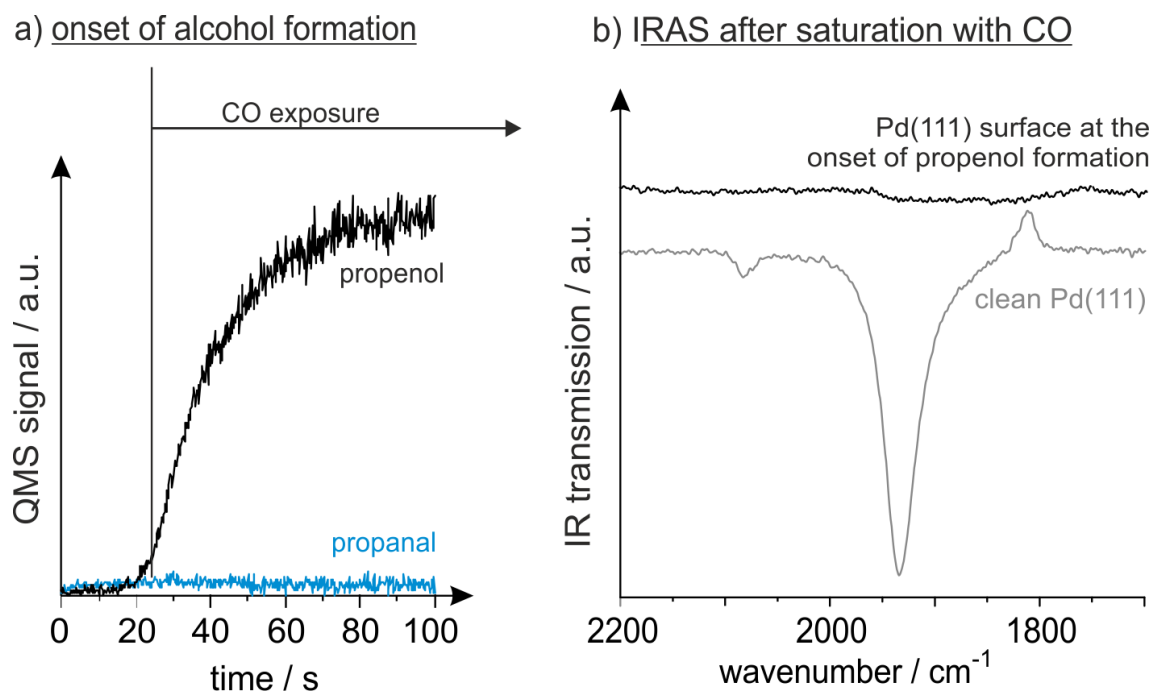 a) onset of alcohol formation
CO exposure
QMS signal / a.u.
propenol
propanal
0 20 40 60 80 100
time / s
b) IRAS after saturation with CO
Pd(111) surface at the
onset of propenol formation
IR transmission / a.u.
clean Pd(111)
2200 2000 1800
wavenumber / cm⁻¹